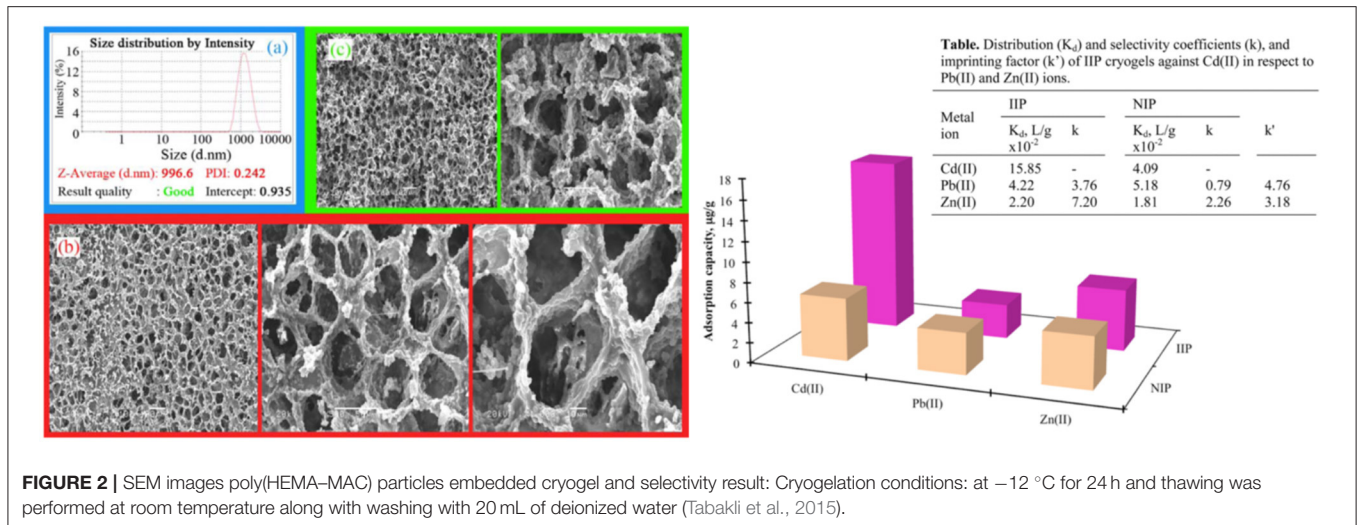 Size distribution by Intensity
(a)
Intensity (%)
16
12
8
4
0
1 10 100 1000 10000
Size (d.nm)
Z-Average (d.nm): 996.6 PDI: 0.242
Result quality : Good Intercept: 0.935
(c)
(b)
Table. Distribution (Kd) and selectivity coefficients (k), and
imprinting factor (k') of IIP cryogels against Cd(II) in respect to
Pb(II) and Zn(II) ions.
Metal ion IIP NIP
Kd, L/g x10-2 k Kd, L/g x10-2 k k'
Cd(II) 15.85 - 4.09 -
Pb(II) 4.22 3.76 5.18 0.79 4.76
Zn(II) 2.20 7.20 1.81 2.26 3.18
Adsorption capacity, µg/g
18
16
14
12
10
8
6
4
2
0
Cd(II)
Pb(II)
Zn(II)
IIP
NIP
FIGURE 2 | SEM images poly(HEMA–MAC) particles embedded cryogel and selectivity result: Cryogelation conditions: at −12 °C for 24 h and thawing was
performed at room temperature along with washing with 20 mL of deionized water (Tabakli et al., 2015).